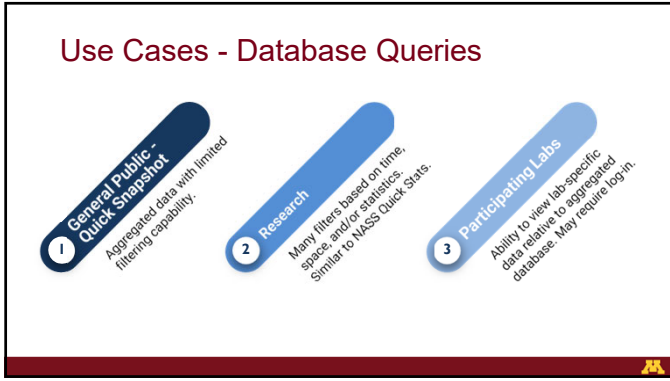 Use Cases - Database Queries
1
General Public -
Quick Snapshot
Aggregated data with limited
filtering capability.
2
Research
Many filters based on time,
space, and/or statistics.
Similar to NASS Quick Stats.
3
Participating Labs
Ability to view lab-specific
data relative to aggregated
database. May require log-in.
M